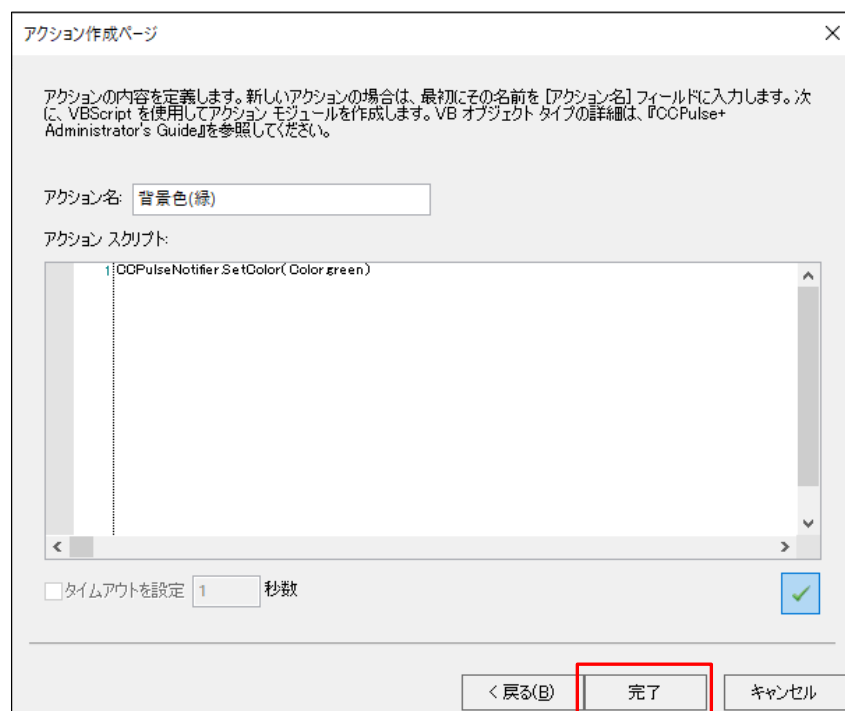 アクション作成ページ
アクションの内容を定義します。新しいアクションの場合は、最初にその名前を [アクション名] フィールドに入力します。次
に、VBScript を使用してアクション モジュールを作成します。VB オブジェクト タイプの詳細は、『CCPulse+
Administrator's Guide』を参照してください。
アクション名: 背景色(緑)
アクション スクリプト:
1 CCPulseNotifier.SetColor( Color.green )
タイムアウトを設定 1 秒数
< 戻る(B) 完了 キャンセル